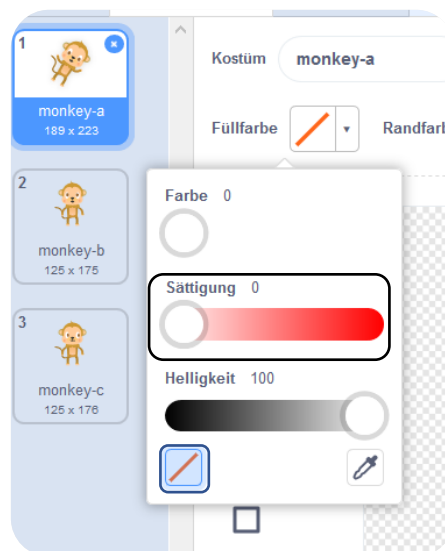 1
monkey-a
189 x 223
2
monkey-b
125 x 175
3
monkey-c
125 x 176
Kostüm monkey-a
Füllfarbe Randfarb
Farbe 0
Sättigung 0
Helligkeit 100